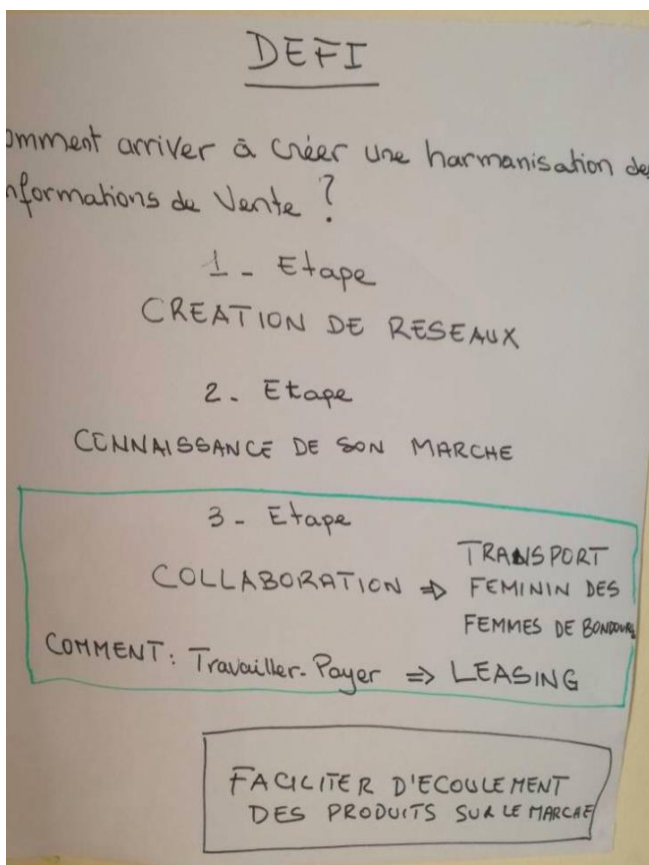 DEFI
omment arriver à créer une harmanisation de
nformations de Vente ?
1 - Etape
CREATION DE RESEAUX
2. Etape
CONNAISSANCE DE SON MARCHE
3 - Etape
TRANSPORT
COLLABORATION ⇒ FEMININ DES
FEMMES DE
COMMENT : Travailler-Payer ⇒ LEASING
FACILITER D'ECOULEMENT
DES PRODUITS SUR LE MARCHE